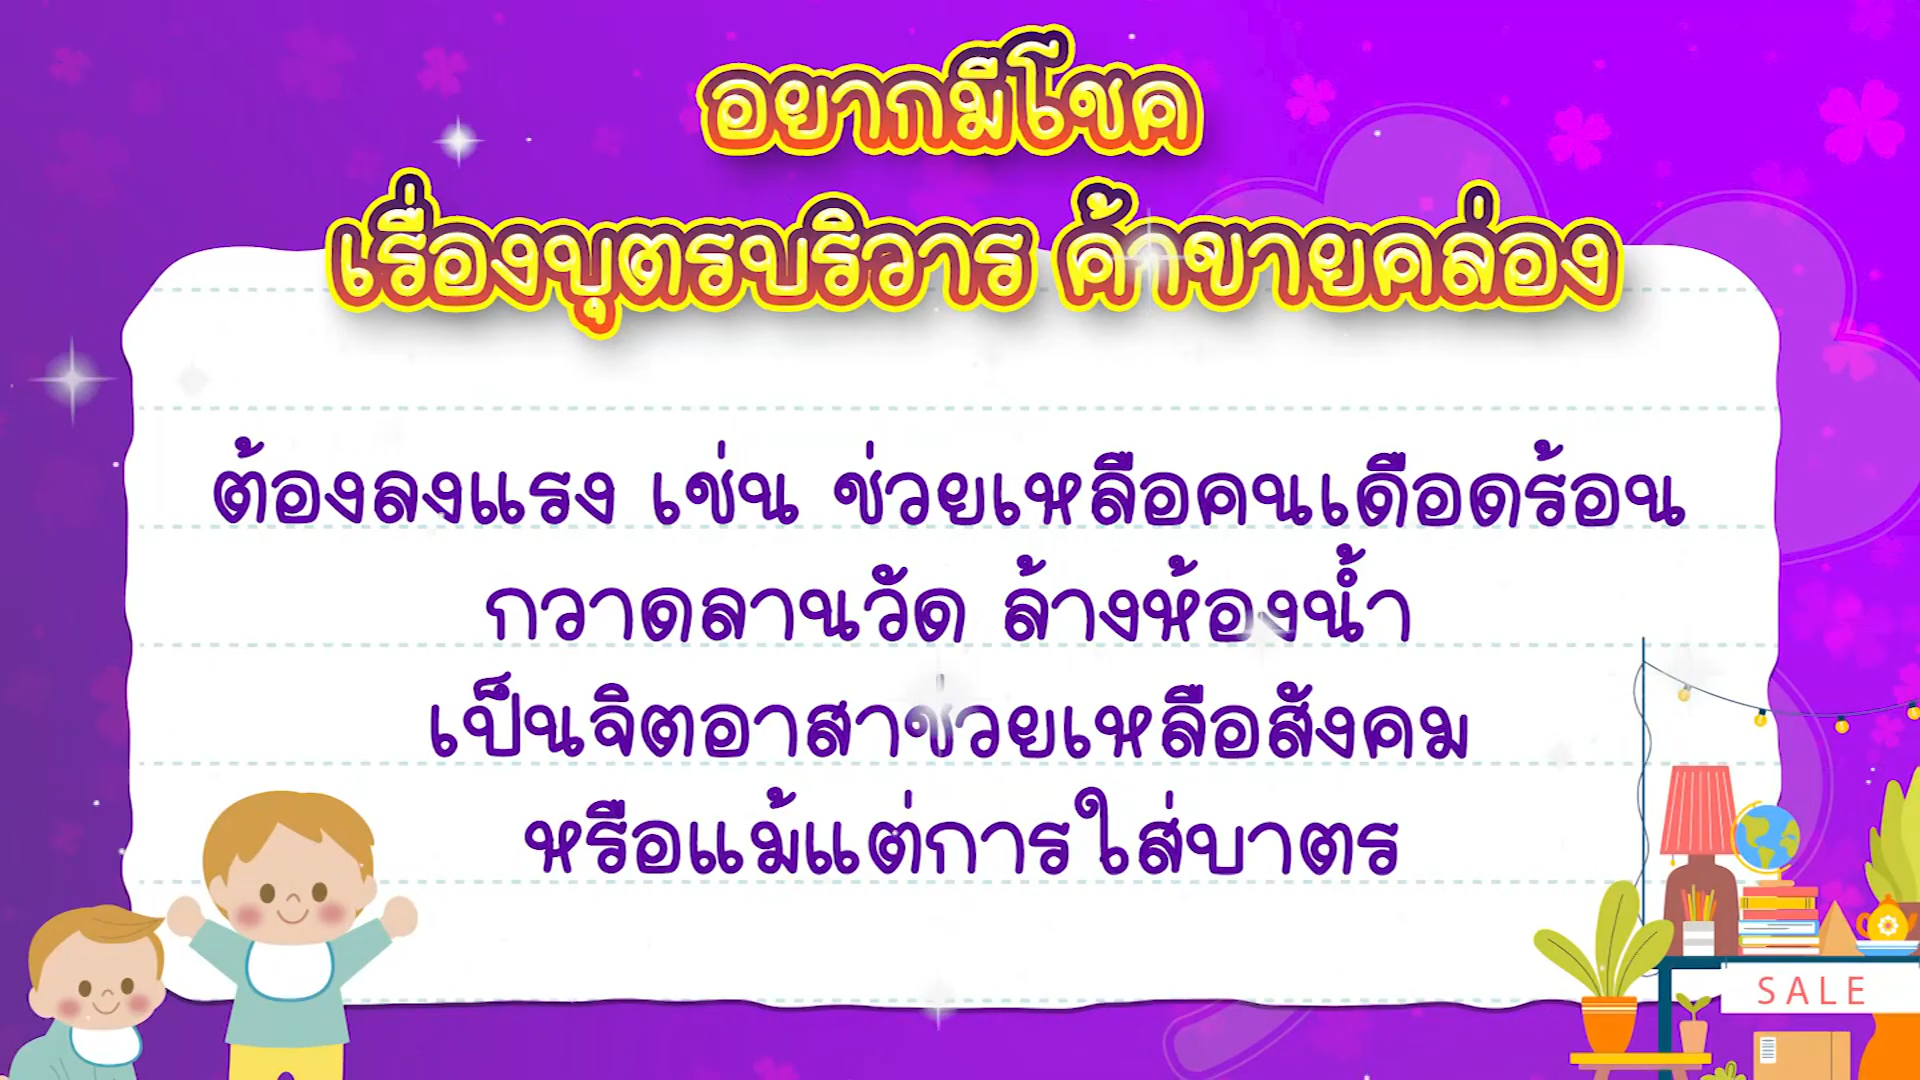 อยากมีโชค
เรื่องบุตรบริวาร ค้าขายคล่อง
ต้องลงแรง เช่น ช่วยเหลือคนเดือดร้อน
กวาดลานวัด ล้างห้องน้ำ
เป็นจิตอาสาช่วยเหลือสังคม
หรือแม้แต่การใส่บาตร
SALE